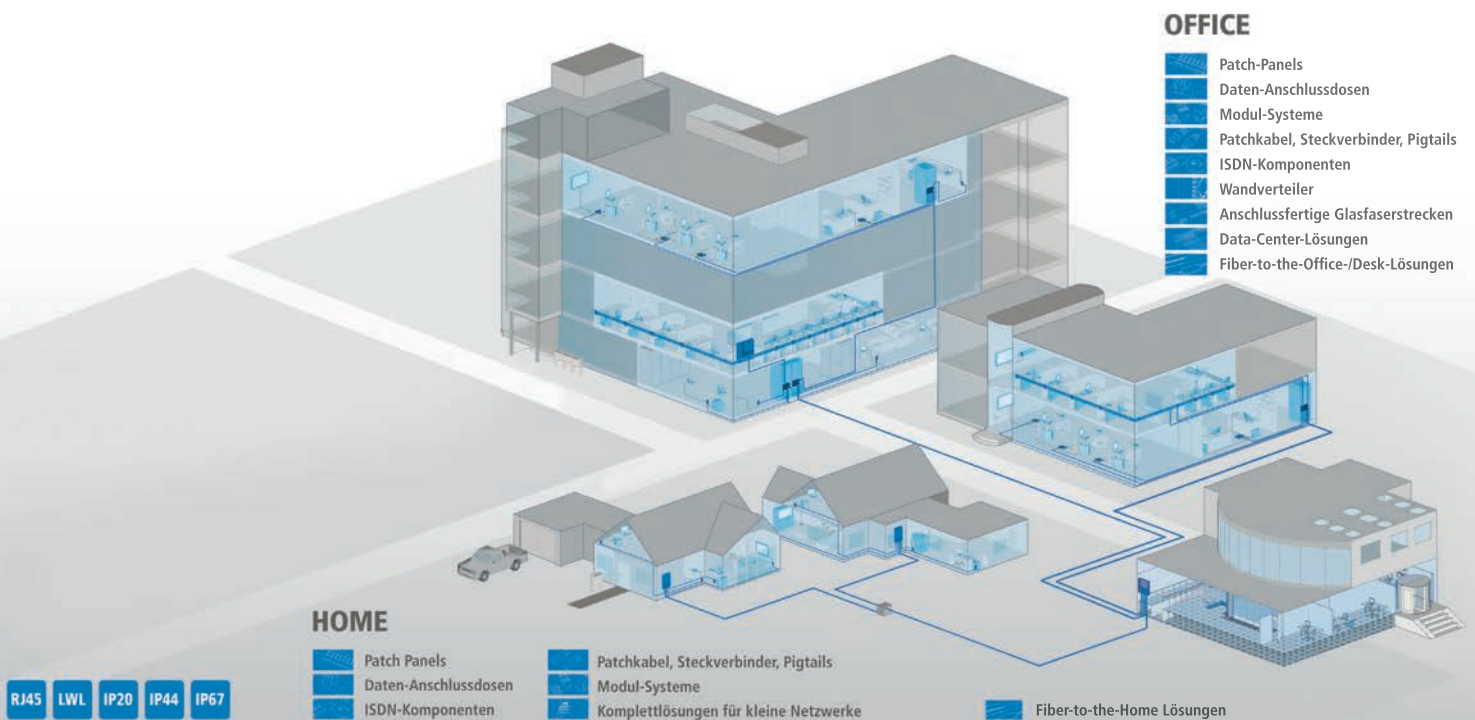 OFFICE
Patch-Panels
Daten-Anschlussdosen
Modul-Systeme
Patchkabel, Steckverbinder, Pigtails
ISDN-Komponenten
Wandverteiler
Anschlussfertige Glasfaserstrecken
Data-Center-Lösungen
Fiber-to-the-Office-/Desk-Lösungen
HOME
Patch Panels
Daten-Anschlussdosen
ISDN-Komponenten
Patchkabel, Steckverbinder, Pigtails
Modul-Systeme
Komplettlösungen für kleine Netzwerke
Fiber-to-the-Home Lösungen
RJ45 LWL IP20 IP44 IP67